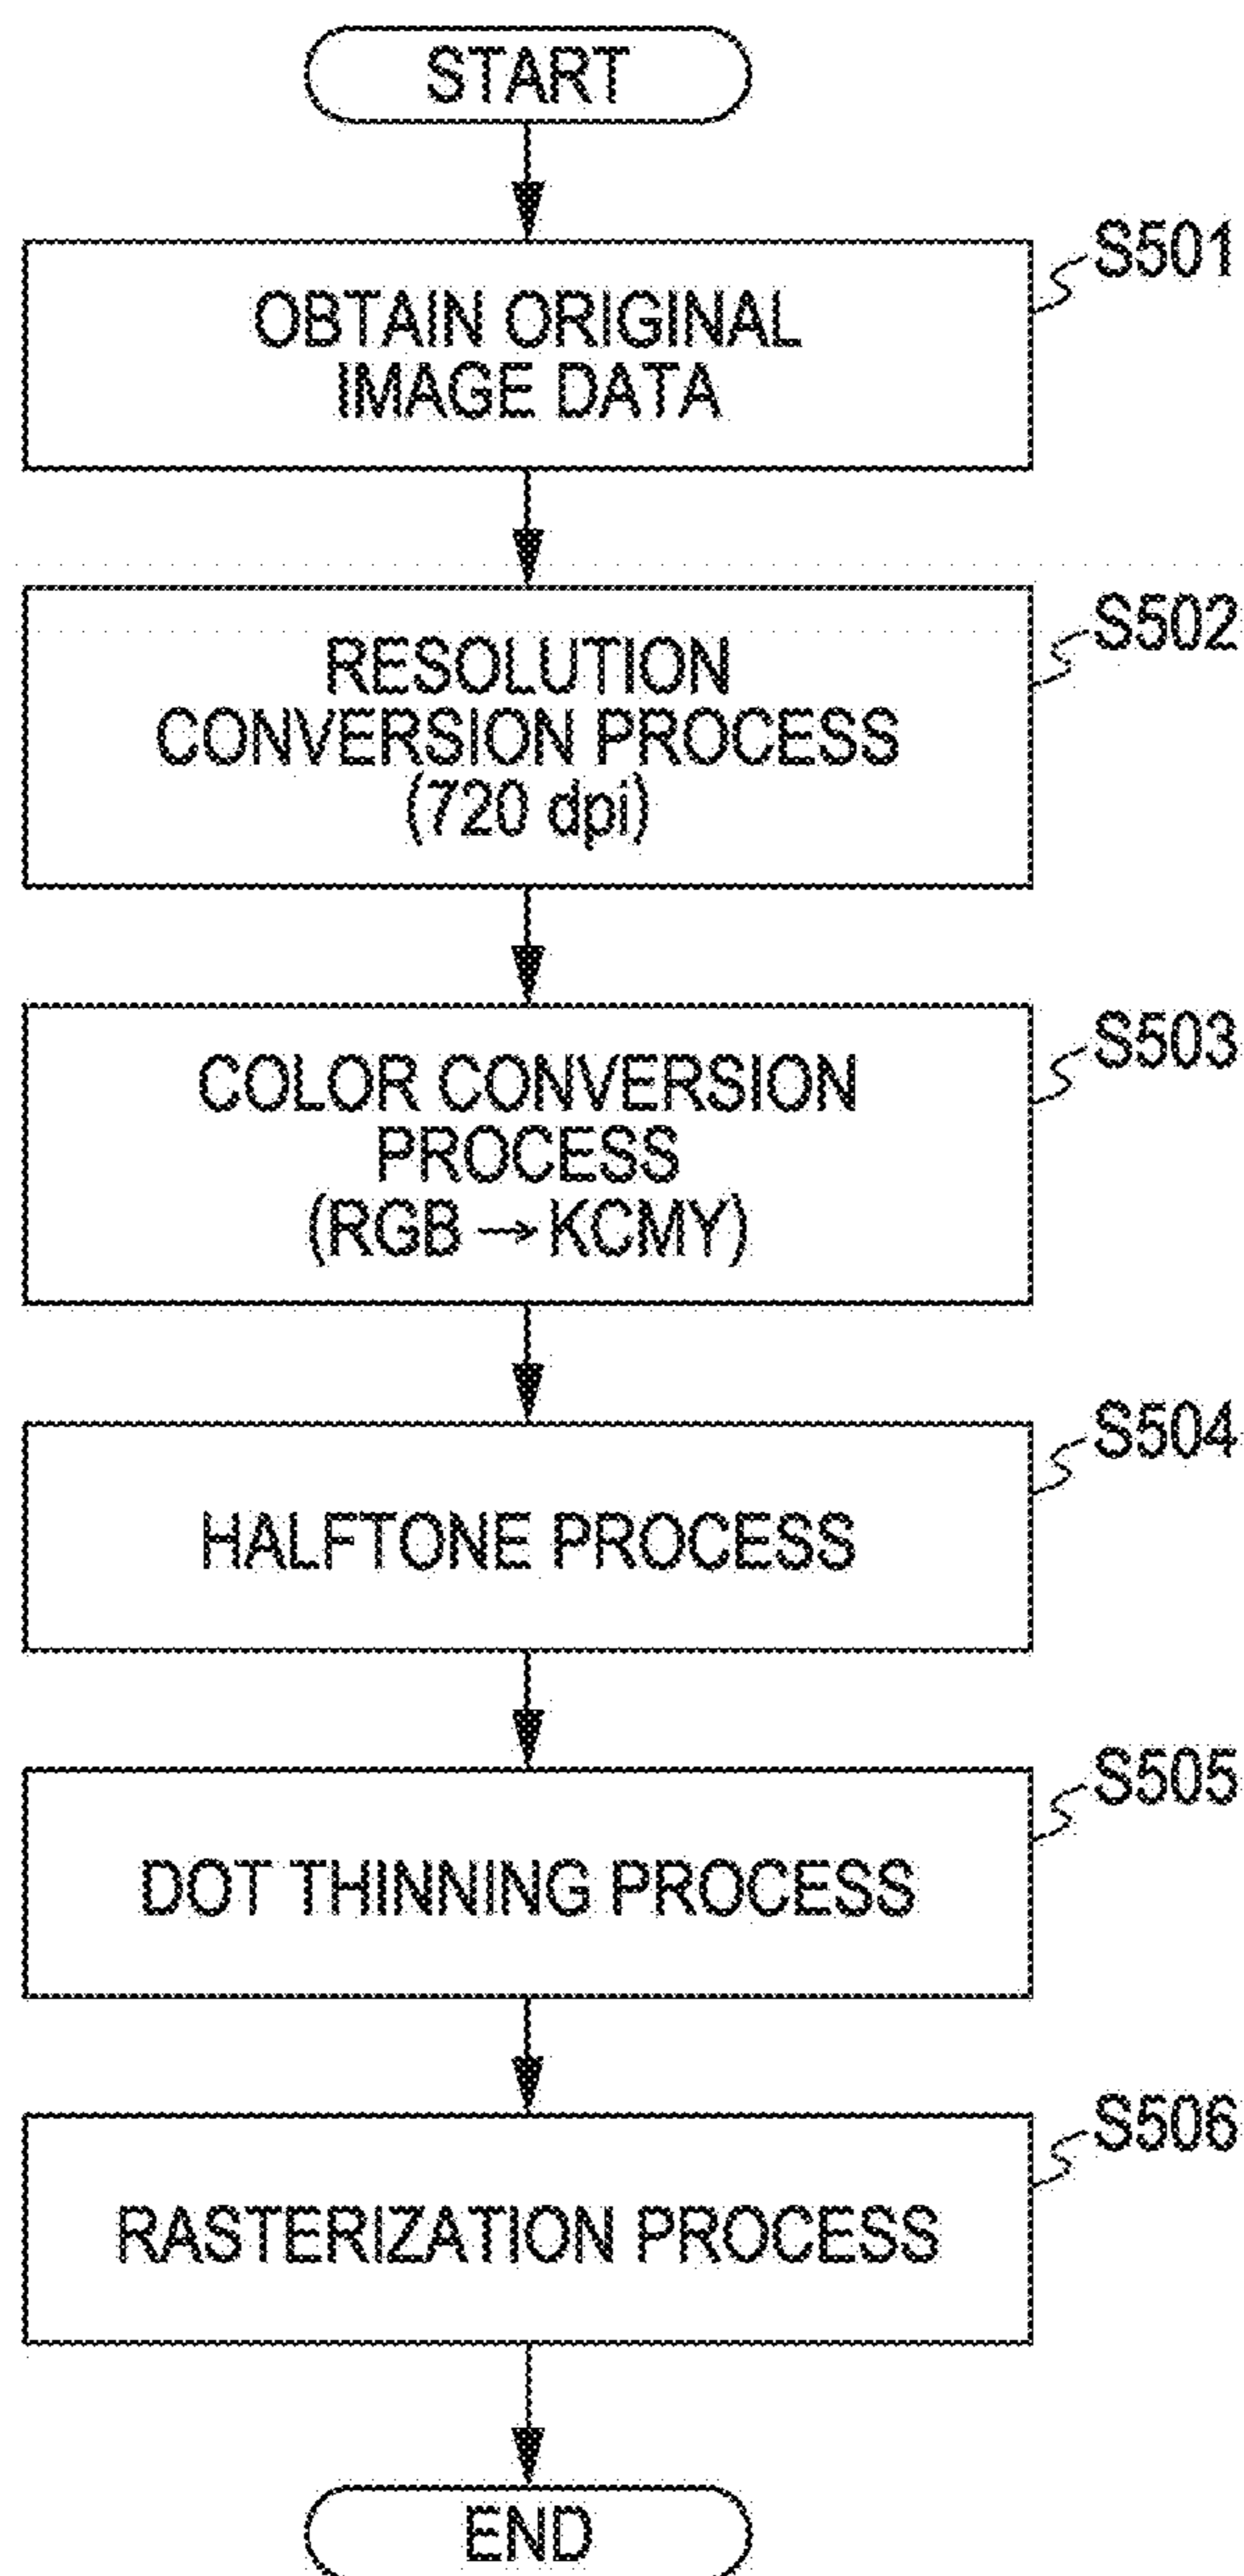 START
S501
OBTAIN ORIGINAL
IMAGE DATA
S502
RESOLUTION
CONVERSION PROCESS
(720 dpi)
S503
COLOR CONVERSION
PROCESS
(RGB → KCMY)
S504
HALFTONE PROCESS
S505
DOT THINNING PROCESS
S506
RASTERIZATION PROCESS
END